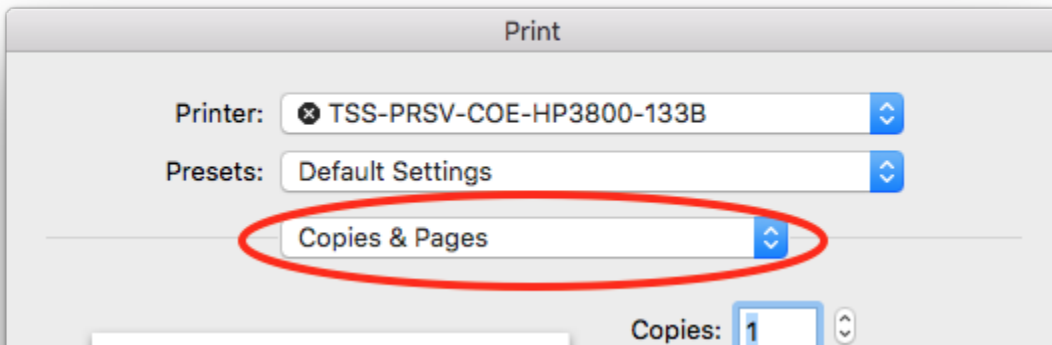 Print
Printer: TSS-PRSV-COE-HP3800-133B
Presets: Default Settings
Copies & Pages
Copies: 1